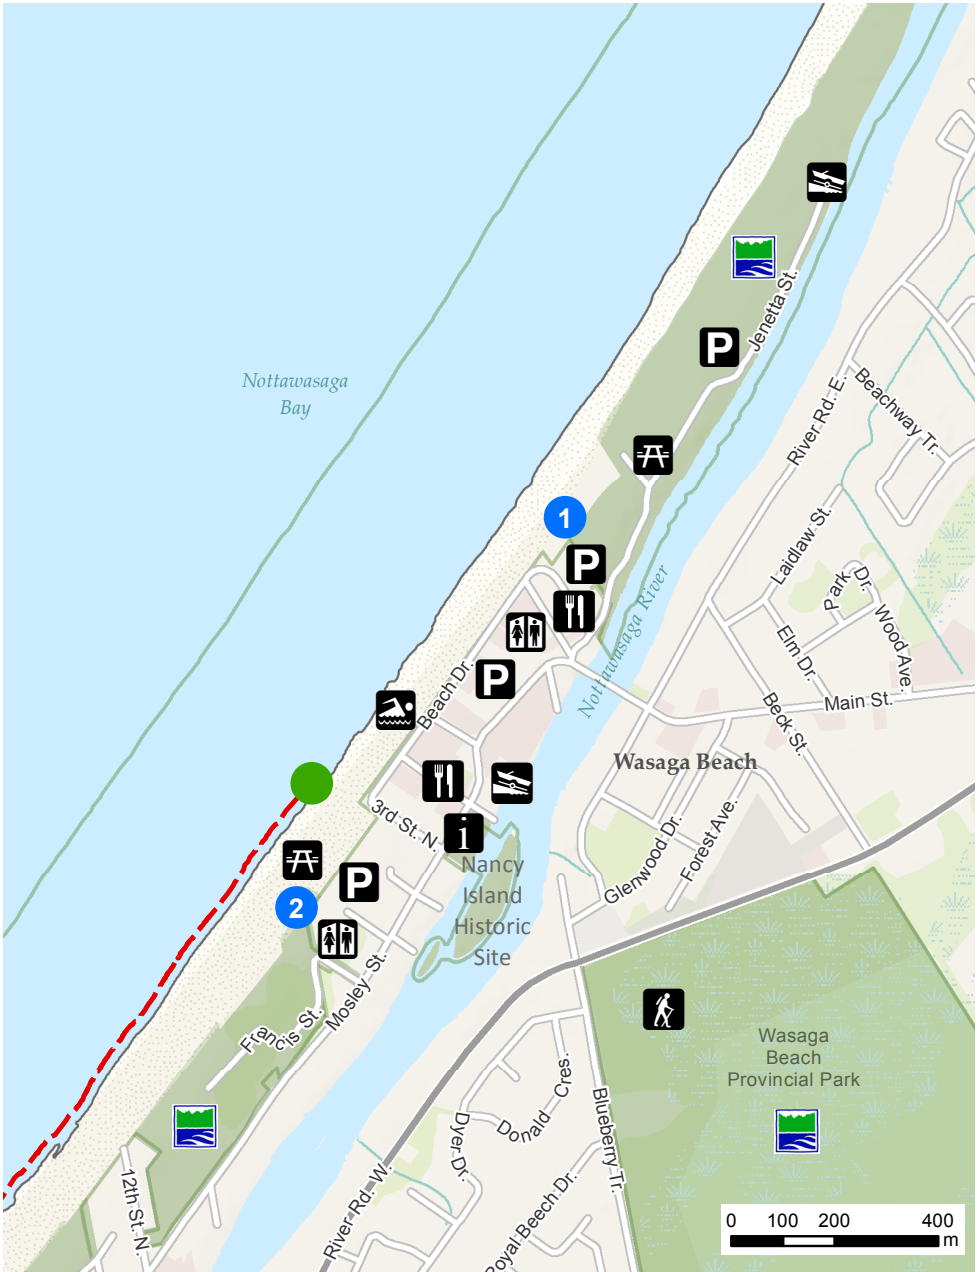 Jenetta St.
P
Nottawasaga
Bay
River Rd. E.
Beachway Tr.
1
P
Laidlaw St.
Park Dr.
Wood Ave.
Elm Dr.
Nottawasaga River
Beach Dr.
P
Main St.
Beck St.
Wasaga Beach
3rd St. N.
i
Glenwood Dr.
Forest Ave.
Nancy
Island
Historic
Site
P
2
Mosley St.
Francis St.
Wasaga
Beach
Provincial Park
Donald Cres.
Dyer Dr.
Blueberry Tr.
12th St. N
River Rd. W.
Royal Beech Dr.
0 100 200 400
m